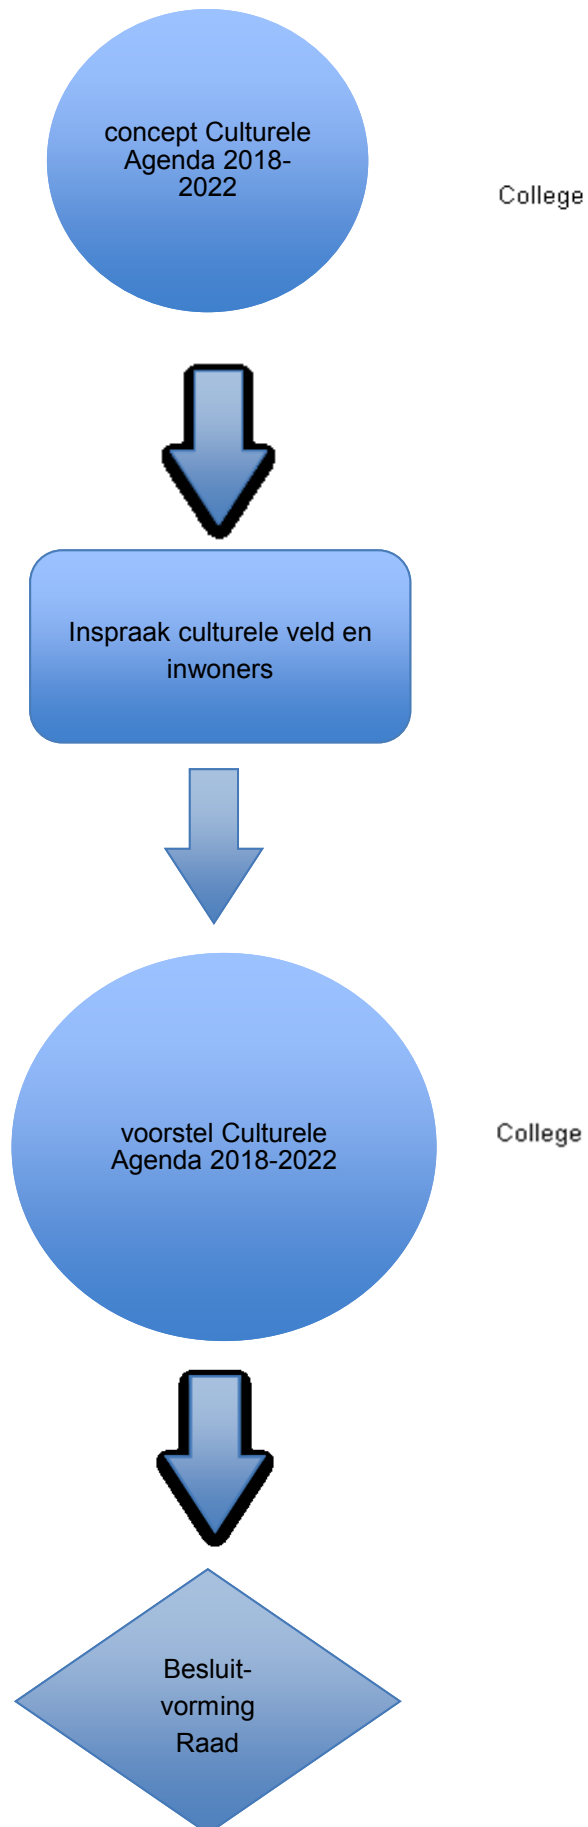 concept Culturele
Agenda 2018-
2022
College
Inspraak culturele veld en
inwoners
voorstel Culturele
Agenda 2018-2022
College
Besluit-
vorming
Raad